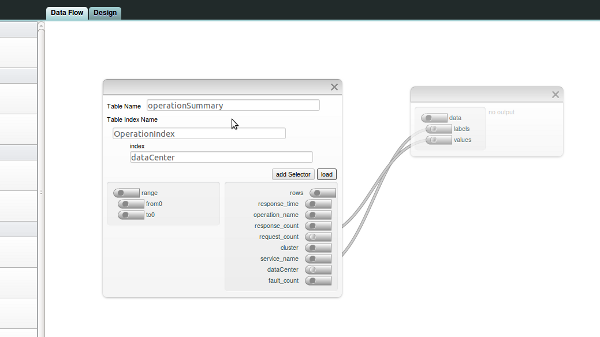 Data Flow Design
Table Name operationSummary
Table Index Name
OperationIndex
index
dataCenter
add Selector load
range
from0
to0
rows
response_time
operation_name
response_count
request_count
cluster
service_name
dataCenter
fault_count
data
labels
values
no output